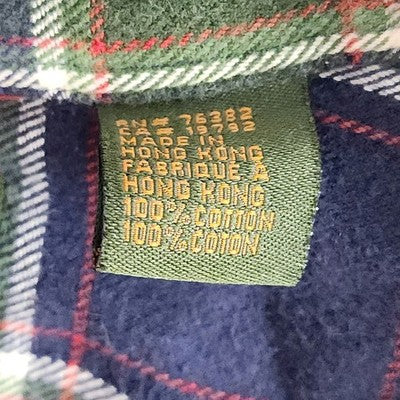 RN# 76382
CA# 19792
MADE IN
HONG KONG
FABRIQUE A
HONG KONG
100% COTTON
100% COTON